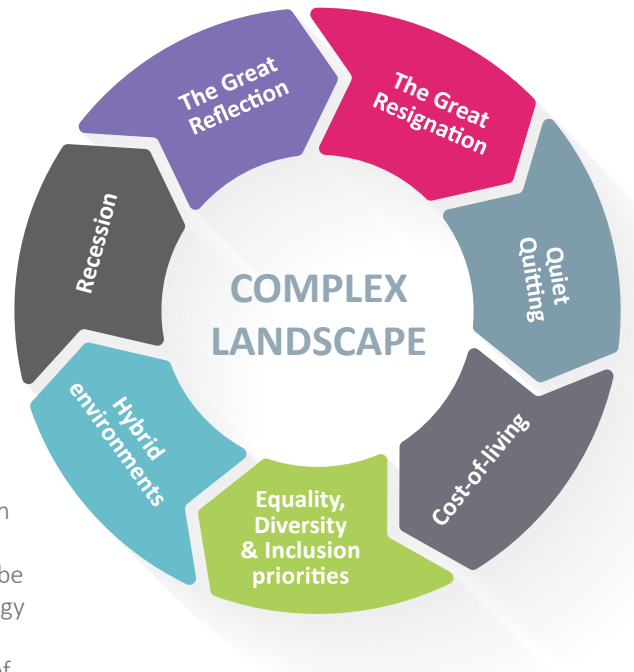 The Great
Reflection
The Great
Resignation
Quiet
Quitting
Cost-of-living
Equality,
Diversity
& Inclusion
priorities
Hybrid
environments
Recession
COMPLEX
LANDSCAPE
be